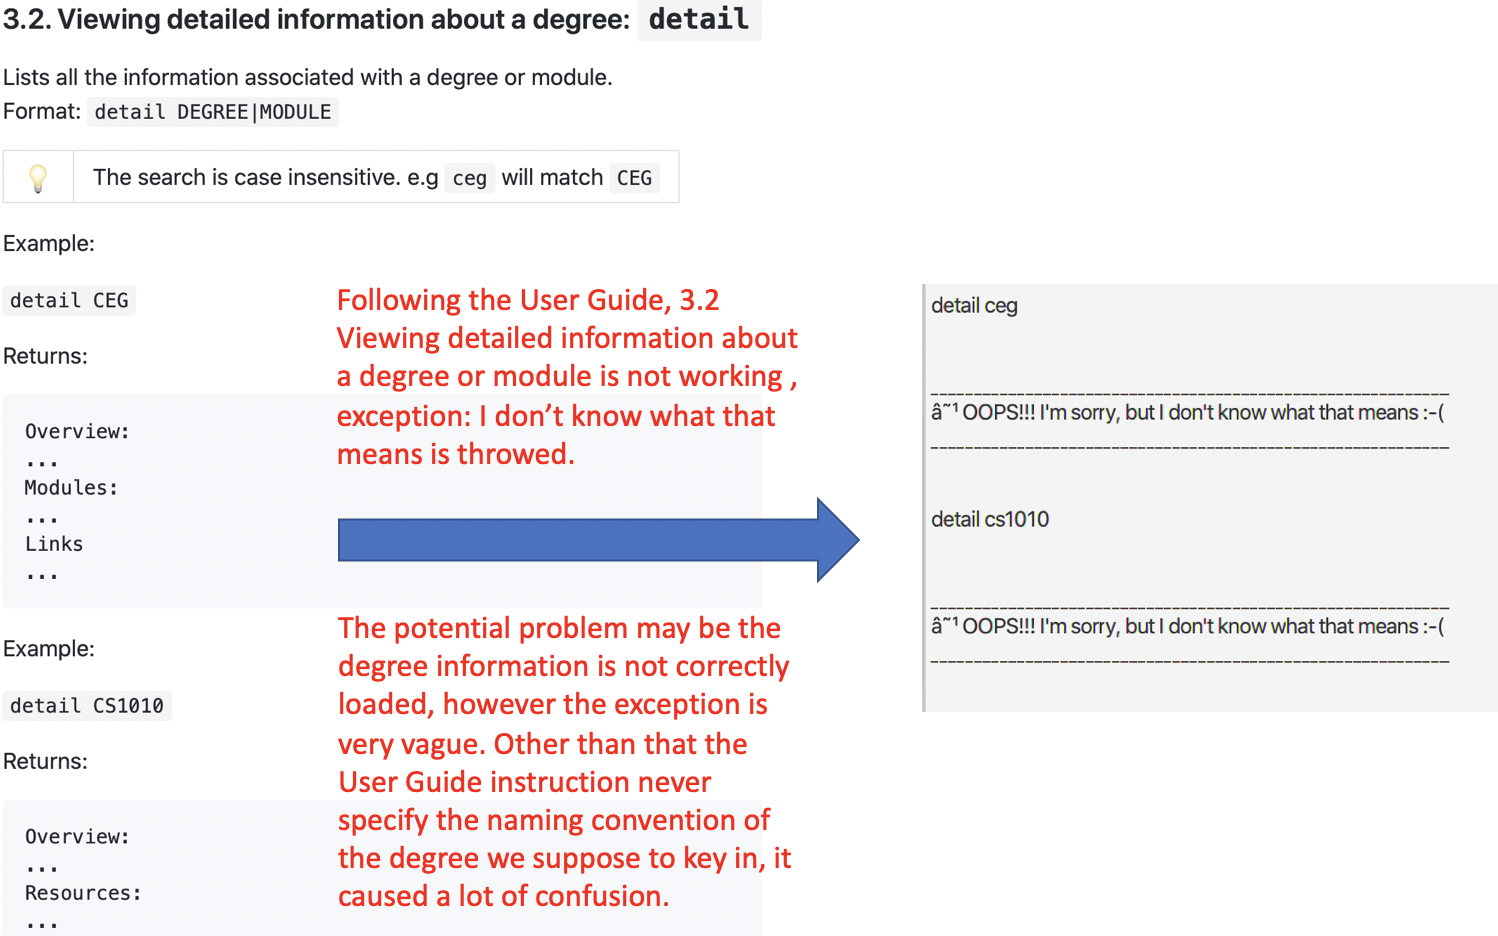 3.2. Viewing detailed information about a degree: detail
Lists all the information associated with a degree or module.
Format: detail DEGREE|MODULE
The search is case insensitive. e.g ceg will match CEG
Example:
detail CEG
Returns:
Overview:
...
Modules:
...
Links
...
Example:
detail CS1010
Returns:
Overview:
...
Resources:
...
Following the User Guide, 3.2
Viewing detailed information about
a degree or module is not working ,
exception: I don’t know what that
means is throwed.
The potential problem may be the
degree information is not correctly
loaded, however the exception is
very vague. Other than that the
User Guide instruction never
specify the naming convention of
the degree we suppose to key in, it
caused a lot of confusion.
detail ceg
____________________________________________________________
â˜¹ OOPS!!! I'm sorry, but I don't know what that means :-(
____________________________________________________________
detail cs1010
____________________________________________________________
â˜¹ OOPS!!! I'm sorry, but I don't know what that means :-(
____________________________________________________________